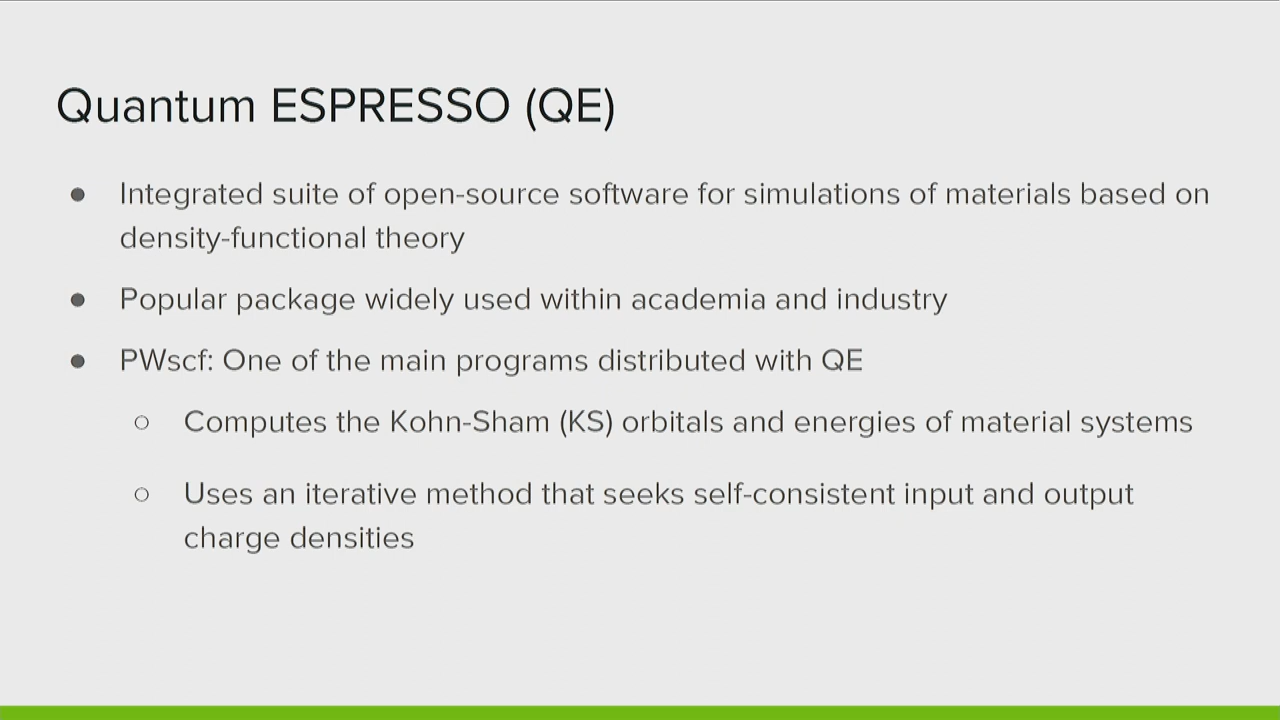 Quantum ESPRESSO (QE)
● Integrated suite of open-source software for simulations of materials based on
density-functional theory
● Popular package widely used within academia and industry
● PWscf: One of the main programs distributed with QE
○ Computes the Kohn-Sham (KS) orbitals and energies of material systems
○ Uses an iterative method that seeks self-consistent input and output
charge densities